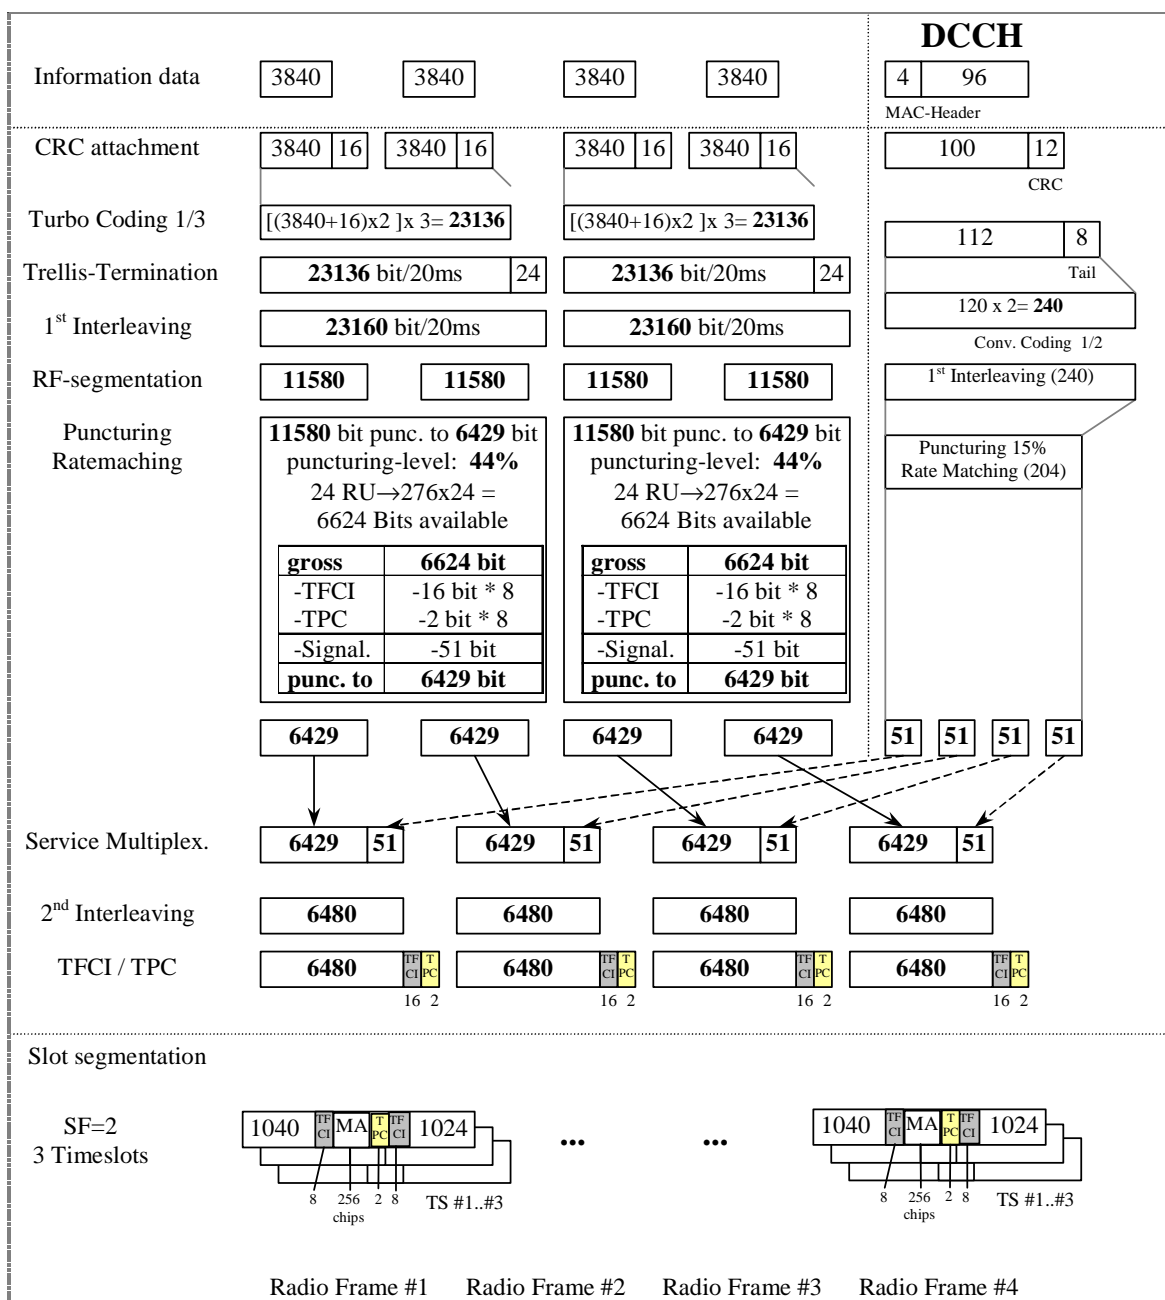 DCCH
Information data 3840 3840 3840 3840 4 96
MAC-Header
CRC attachment 3840 16 3840 16 3840 16 3840 16 100 12
CRC
Turbo Coding 1/3 [(3840+16)x2 ]x 3= 23136 [(3840+16)x2 ]x 3= 23136
112 8
Tail
Trellis-Termination 23136 bit/20ms 24 23136 bit/20ms 24
120 x 2= 240
Conv. Coding 1/2
1st Interleaving 23160 bit/20ms 23160 bit/20ms
RF-segmentation 11580 11580 11580 11580 1st Interleaving (240)
Puncturing 11580 bit punc. to 6429 bit 11580 bit punc. to 6429 bit
Ratemaching puncturing-level: 44% puncturing-level: 44%
Puncturing 15%
Rate Matching (204)
24 RU→276x24 = 24 RU→276x24 =
6624 Bits available 6624 Bits available
gross 6624 bit gross 6624 bit
-TFCI -16 bit * 8 -TFCI -16 bit * 8
-TPC -2 bit * 8 -TPC -2 bit * 8
-Signal. -51 bit -Signal. -51 bit
punc. to 6429 bit punc. to 6429 bit
6429 6429 6429 6429 51 51 51 51
Service Multiplex. 6429 51 6429 51 6429 51 6429 51
2nd Interleaving 6480 6480 6480 6480
TFCI / TPC 6480 TF CI T PC 6480 TF CI T PC 6480 TF CI T PC 6480 TF CI T PC
16 2 16 2 16 2 16 2
Slot segmentation
SF=2
3 Timeslots
1040 TF CI MA T PC TF CI 1024 ... ... 1040 TF CI MA T PC TF CI 1024
8 256 chips 2 8 TS #1..#3 8 256 chips 2 8 TS #1..#3
Radio Frame #1 Radio Frame #2 Radio Frame #3 Radio Frame #4